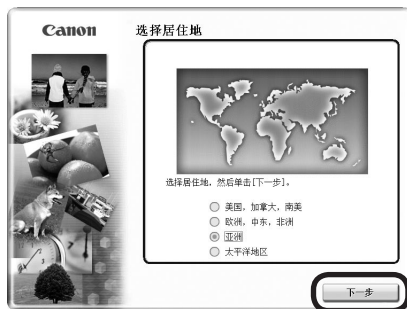 Canon
选择居住地
选择居住地，然后单击[下一步]。
美国，加拿大，南美
欧洲，中东，非洲
亚洲
太平洋地区
下一步